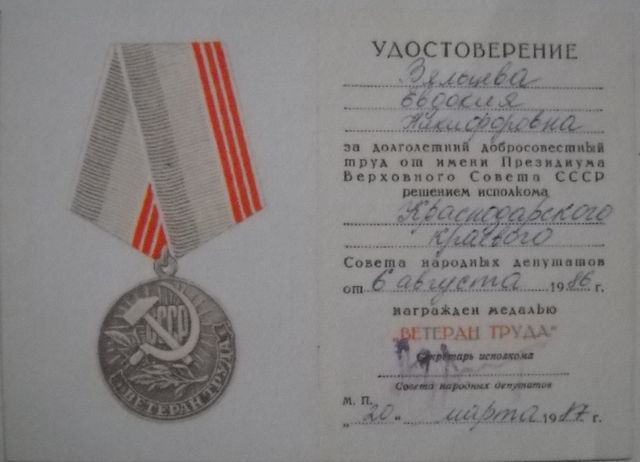 СССР
ВЕТЕРАН ТРУДА
УДОСТОВЕРЕНИЕ
Зяльцева
Евдокия
Никифоровна
за долголетний добросовестный
труд от имени Президиума
Верховного Совета СССР
решением исполкома
Краснодарского
краевого
Совета народных депутатов
от 6 августа 1986 г.
награжден медалью
„ВЕТЕРАН ТРУДА"
Секретарь исполкома
Совета народных депутатов
М. П.
„20" марта 1987 г.